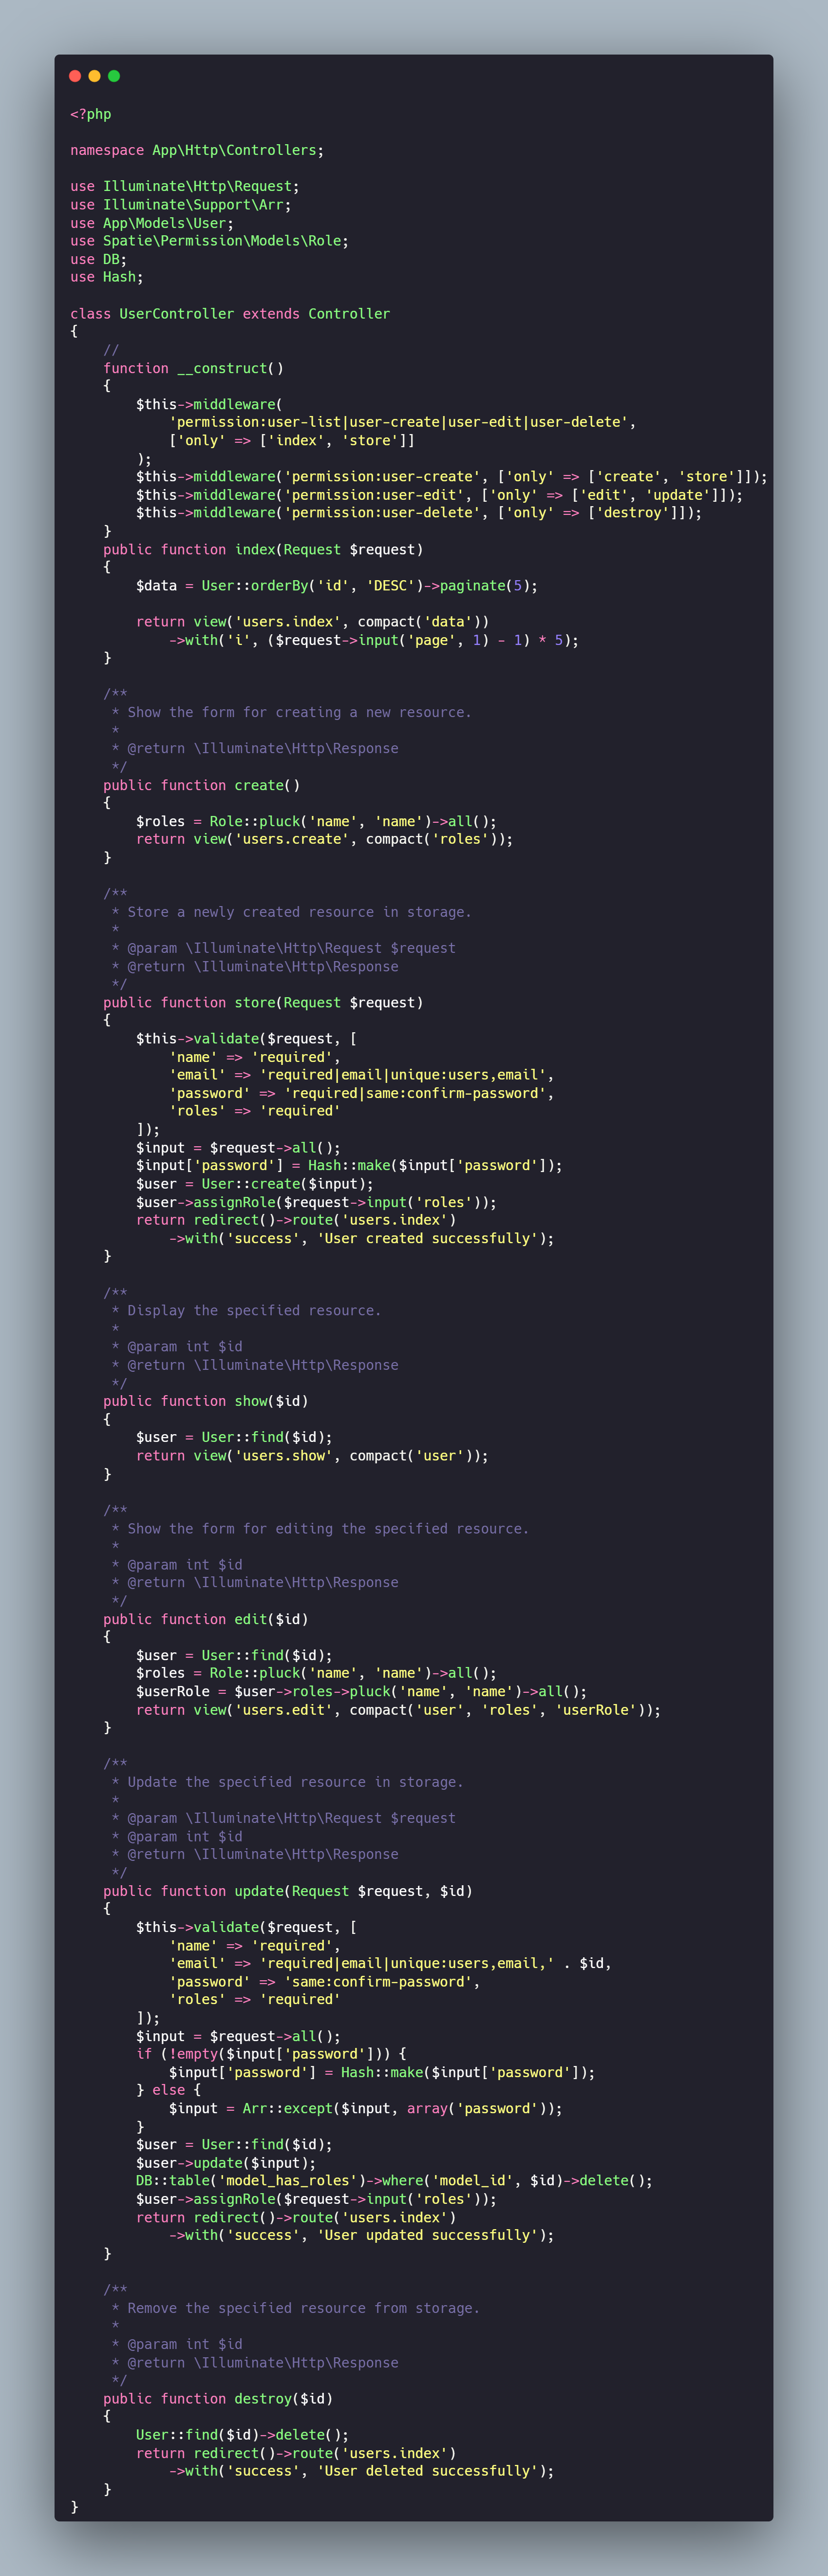 <?php

namespace App\Http\Controllers;

use Illuminate\Http\Request;
use Illuminate\Support\Arr;
use App\Models\User;
use Spatie\Permission\Models\Role;
use DB;
use Hash;

class UserController extends Controller
{
    //
    function __construct()
    {
        $this->middleware(
            'permission:user-list|user-create|user-edit|user-delete',
            ['only' => ['index', 'store']]
        );
        $this->middleware('permission:user-create', ['only' => ['create', 'store']]);
        $this->middleware('permission:user-edit', ['only' => ['edit', 'update']]);
        $this->middleware('permission:user-delete', ['only' => ['destroy']]);
    }
    public function index(Request $request)
    {
        $data = User::orderBy('id', 'DESC')->paginate(5);

        return view('users.index', compact('data'))
            ->with('i', ($request->input('page', 1) - 1) * 5);
    }

    /**
     * Show the form for creating a new resource.
     *
     * @return \Illuminate\Http\Response
     */
    public function create()
    {
        $roles = Role::pluck('name', 'name')->all();
        return view('users.create', compact('roles'));
    }

    /**
     * Store a newly created resource in storage.
     *
     * @param \Illuminate\Http\Request $request
     * @return \Illuminate\Http\Response
     */
    public function store(Request $request)
    {
        $this->validate($request, [
            'name' => 'required',
            'email' => 'required|email|unique:users,email',
            'password' => 'required|same:confirm-password',
            'roles' => 'required'
        ]);
        $input = $request->all();
        $input['password'] = Hash::make($input['password']);
        $user = User::create($input);
        $user->assignRole($request->input('roles'));
        return redirect()->route('users.index')
            ->with('success', 'User created successfully');
    }

    /**
     * Display the specified resource.
     *
     * @param int $id
     * @return \Illuminate\Http\Response
     */
    public function show($id)
    {
        $user = User::find($id);
        return view('users.show', compact('user'));
    }

    /**
     * Show the form for editing the specified resource.
     *
     * @param int $id
     * @return \Illuminate\Http\Response
     */
    public function edit($id)
    {
        $user = User::find($id);
        $roles = Role::pluck('name', 'name')->all();
        $userRole = $user->roles->pluck('name', 'name')->all();
        return view('users.edit', compact('user', 'roles', 'userRole'));
    }

    /**
     * Update the specified resource in storage.
     *
     * @param \Illuminate\Http\Request $request
     * @param int $id
     * @return \Illuminate\Http\Response
     */
    public function update(Request $request, $id)
    {
        $this->validate($request, [
            'name' => 'required',
            'email' => 'required|email|unique:users,email,' . $id,
            'password' => 'same:confirm-password',
            'roles' => 'required'
        ]);
        $input = $request->all();
        if (!empty($input['password'])) {
            $input['password'] = Hash::make($input['password']);
        } else {
            $input = Arr::except($input, array('password'));
        }
        $user = User::find($id);
        $user->update($input);
        DB::table('model_has_roles')->where('model_id', $id)->delete();
        $user->assignRole($request->input('roles'));
        return redirect()->route('users.index')
            ->with('success', 'User updated successfully');
    }

    /**
     * Remove the specified resource from storage.
     *
     * @param int $id
     * @return \Illuminate\Http\Response
     */
    public function destroy($id)
    {
        User::find($id)->delete();
        return redirect()->route('users.index')
            ->with('success', 'User deleted successfully');
    }
}